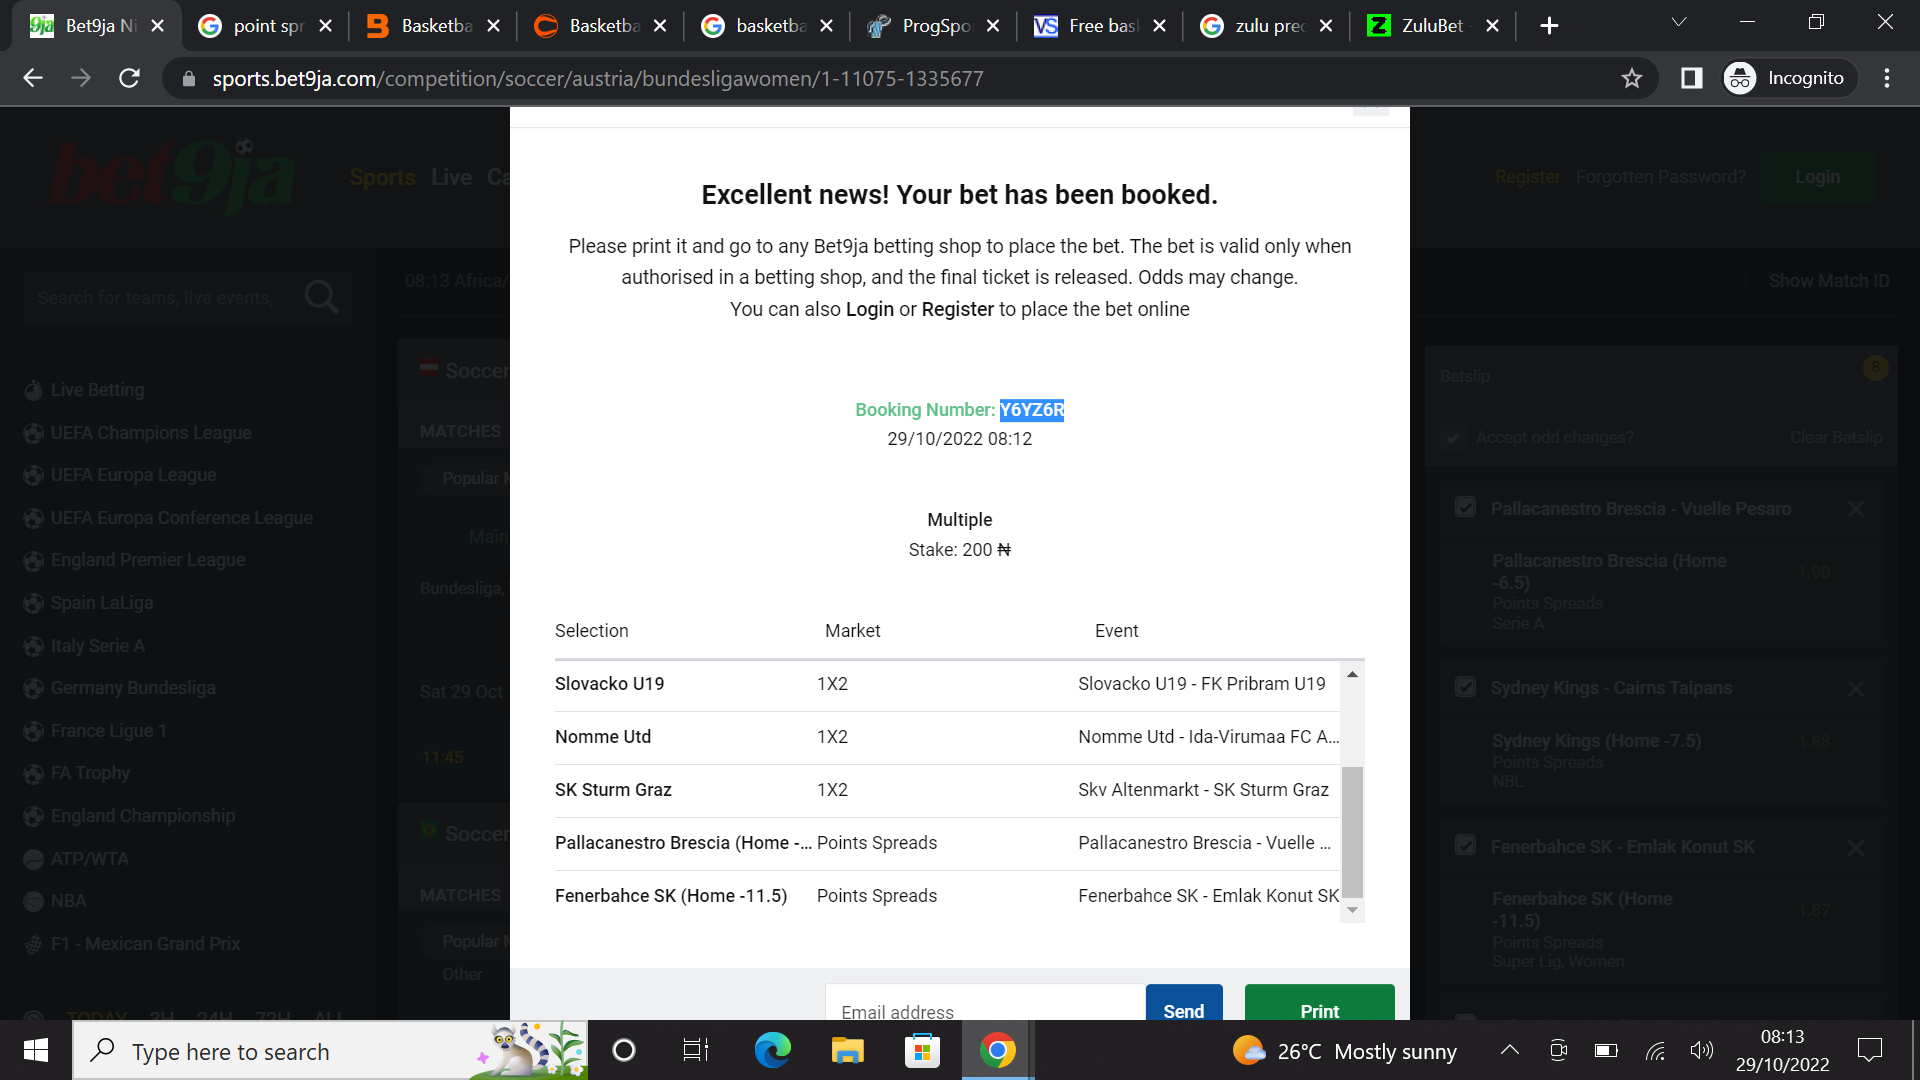 Bet9ja Ni
point spr
Basketba
Basketba
basketba
ProgSpo
Free bas
zulu pred
ZuluBet -
sports.bet9ja.com/competition/soccer/austria/bundesligawomen/1-11075-1335677
Incognito
bet9ja
Sports Live Ca
Register Forgotten Password? Login
Search for teams, live events,
08:13 Africa/
Show Match ID
Live Betting
UEFA Champions League
UEFA Europa League
UEFA Europa Conference League
England Premier League
Spain LaLiga
Italy Serie A
Germany Bundesliga
France Ligue 1
FA Trophy
England Championship
ATP/WTA
NBA
F1 - Mexican Grand Prix
TODAY 3H 24H 72H ALL
Soccer
MATCHES
Popular M
Main
Bundesliga,
Sat 29 Oct
11:45
Soccer
MATCHES
Popular M
Other
Excellent news! Your bet has been booked.
Please print it and go to any Bet9ja betting shop to place the bet. The bet is valid only when
authorised in a betting shop, and the final ticket is released. Odds may change.
You can also Login or Register to place the bet online
Booking Number: Y6YZ6R
29/10/2022 08:12
Multiple
Stake: 200 ₦
Selection Market Event
Slovacko U19 1X2 Slovacko U19 - FK Pribram U19
Nomme Utd 1X2 Nomme Utd - Ida-Virumaa FC A...
SK Sturm Graz 1X2 Skv Altenmarkt - SK Sturm Graz
Pallacanestro Brescia (Home -... Points Spreads Pallacanestro Brescia - Vuelle ...
Fenerbahce SK (Home -11.5) Points Spreads Fenerbahce SK - Emlak Konut SK
Email address Send Print
Betslip 8
Accept odd changes? Clear Betslip
Pallacanestro Brescia - Vuelle Pesaro
Pallacanestro Brescia (Home
-6.5) 1.90
Points Spreads
Serie A
Sydney Kings - Cairns Taipans
Sydney Kings (Home -7.5) 1.88
Points Spreads
NBL
Fenerbahce SK - Emlak Konut SK
Fenerbahce SK (Home
-11.5) 1.87
Points Spreads
Super Lig, Women
Type here to search
26°C Mostly sunny
08:13
29/10/2022